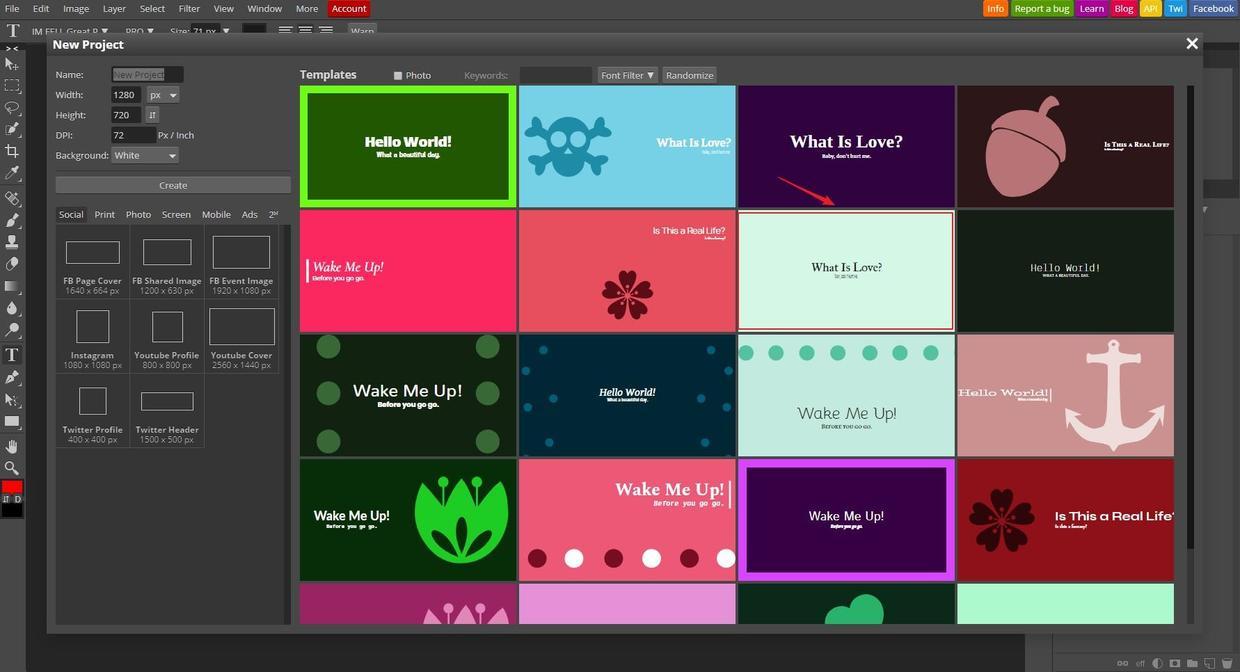 File Edit Image Layer Select Filter View Window More Account Info Report a bug Learn Blog API Twi Facebook
T IM FELL Great P ▼ PRO ▼ Size: 71 px ▼ Warp
New Project
Name: New Project
Width: 1280 px
Height: 720
DPI: 72 Px / Inch
Background: White
Create
Social Print Photo Screen Mobile Ads
FB Page Cover
1640 x 664 px
FB Shared Image
1200 x 630 px
FB Event Image
1920 x 1080 px
Instagram
1080 x 1080 px
Youtube Profile
800 x 800 px
Youtube Cover
2560 x 1440 px
Twitter Profile
400 x 400 px
Twitter Header
1500 x 500 px
Templates Photo Keywords: Font Filter ▼ Randomize
Hello World!
What a beautiful day.
What Is Love?
What Is Love?
Baby, don't hurt me.
Is This a Real Life?
Wake Me Up!
Before you go go.
Is This a Real Life?
What Is Love?
Hello World!
What a beautiful day.
Wake Me Up!
Before you go go.
Hello World!
What a beautiful day.
Wake Me Up!
Before you go go.
Hello World!
Wake Me Up!
Before you go go.
Wake Me Up!
Before you go go.
Wake Me Up!
Before you go go.
Is This a Real Life?
Is this a fantasy?
D
eff